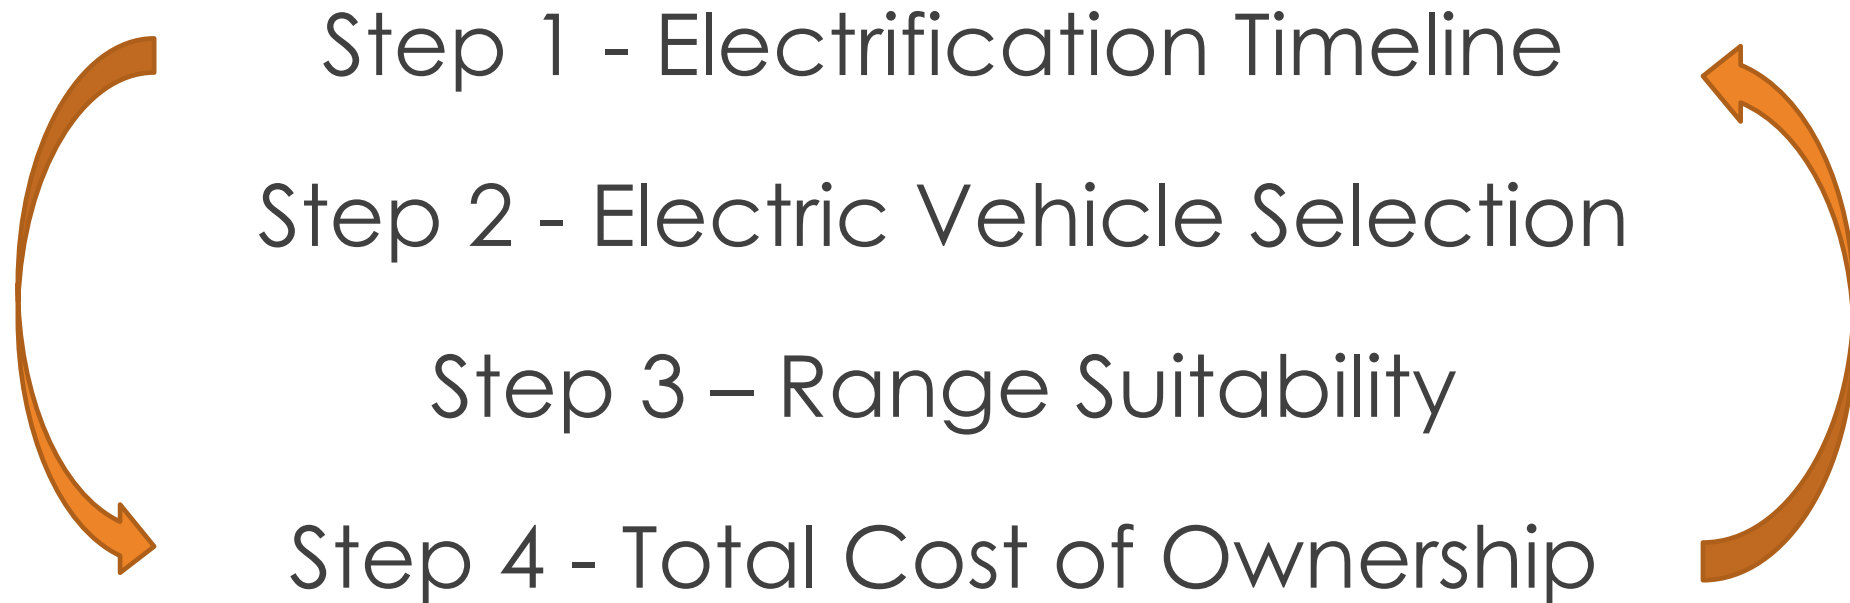 Step 1 - Electrification Timeline
Step 2 - Electric Vehicle Selection
Step 3 – Range Suitability
Step 4 - Total Cost of Ownership